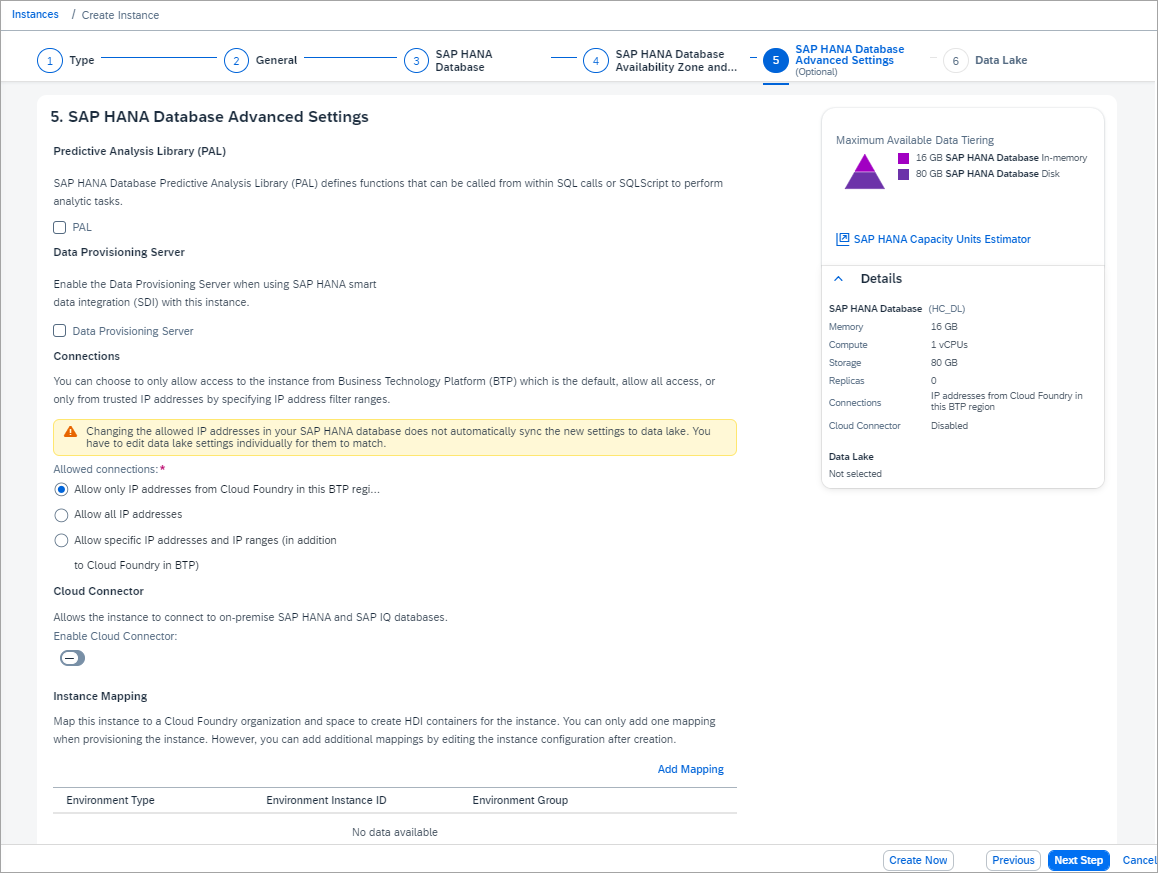 Instances / Create Instance
1 Type
2 General
3 SAP HANA
Database
4 SAP HANA Database
Availability Zone and...
5 SAP HANA Database
Advanced Settings
(Optional)
6 Data Lake
5. SAP HANA Database Advanced Settings
Predictive Analysis Library (PAL)
SAP HANA Database Predictive Analysis Library (PAL) defines functions that can be called from within SQL calls or SQLScript to perform
analytic tasks.
PAL
Data Provisioning Server
Enable the Data Provisioning Server when using SAP HANA smart
data integration (SDI) with this instance.
Data Provisioning Server
Connections
You can choose to only allow access to the instance from Business Technology Platform (BTP) which is the default, allow all access, or
only from trusted IP addresses by specifying IP address filter ranges.
Changing the allowed IP addresses in your SAP HANA database does not automatically sync the new settings to data lake. You
have to edit data lake settings individually for them to match.
Allowed connections:*
Allow only IP addresses from Cloud Foundry in this BTP regi...
Allow all IP addresses
Allow specific IP addresses and IP ranges (in addition
to Cloud Foundry in BTP)
Cloud Connector
Allows the instance to connect to on-premise SAP HANA and SAP IQ databases.
Enable Cloud Connector:
Instance Mapping
Map this instance to a Cloud Foundry organization and space to create HDI containers for the instance. You can only add one mapping
when provisioning the instance. However, you can add additional mappings by editing the instance configuration after creation.
Add Mapping
Environment Type Environment Instance ID Environment Group
No data available
Maximum Available Data Tiering
16 GB SAP HANA Database In-memory
80 GB SAP HANA Database Disk
SAP HANA Capacity Units Estimator
Details
SAP HANA Database (HC_DL)
Memory 16 GB
Compute 1 vCPUs
Storage 80 GB
Replicas 0
Connections IP addresses from Cloud Foundry in
this BTP region
Cloud Connector Disabled
Data Lake
Not selected
Create Now Previous Next Step Cancel